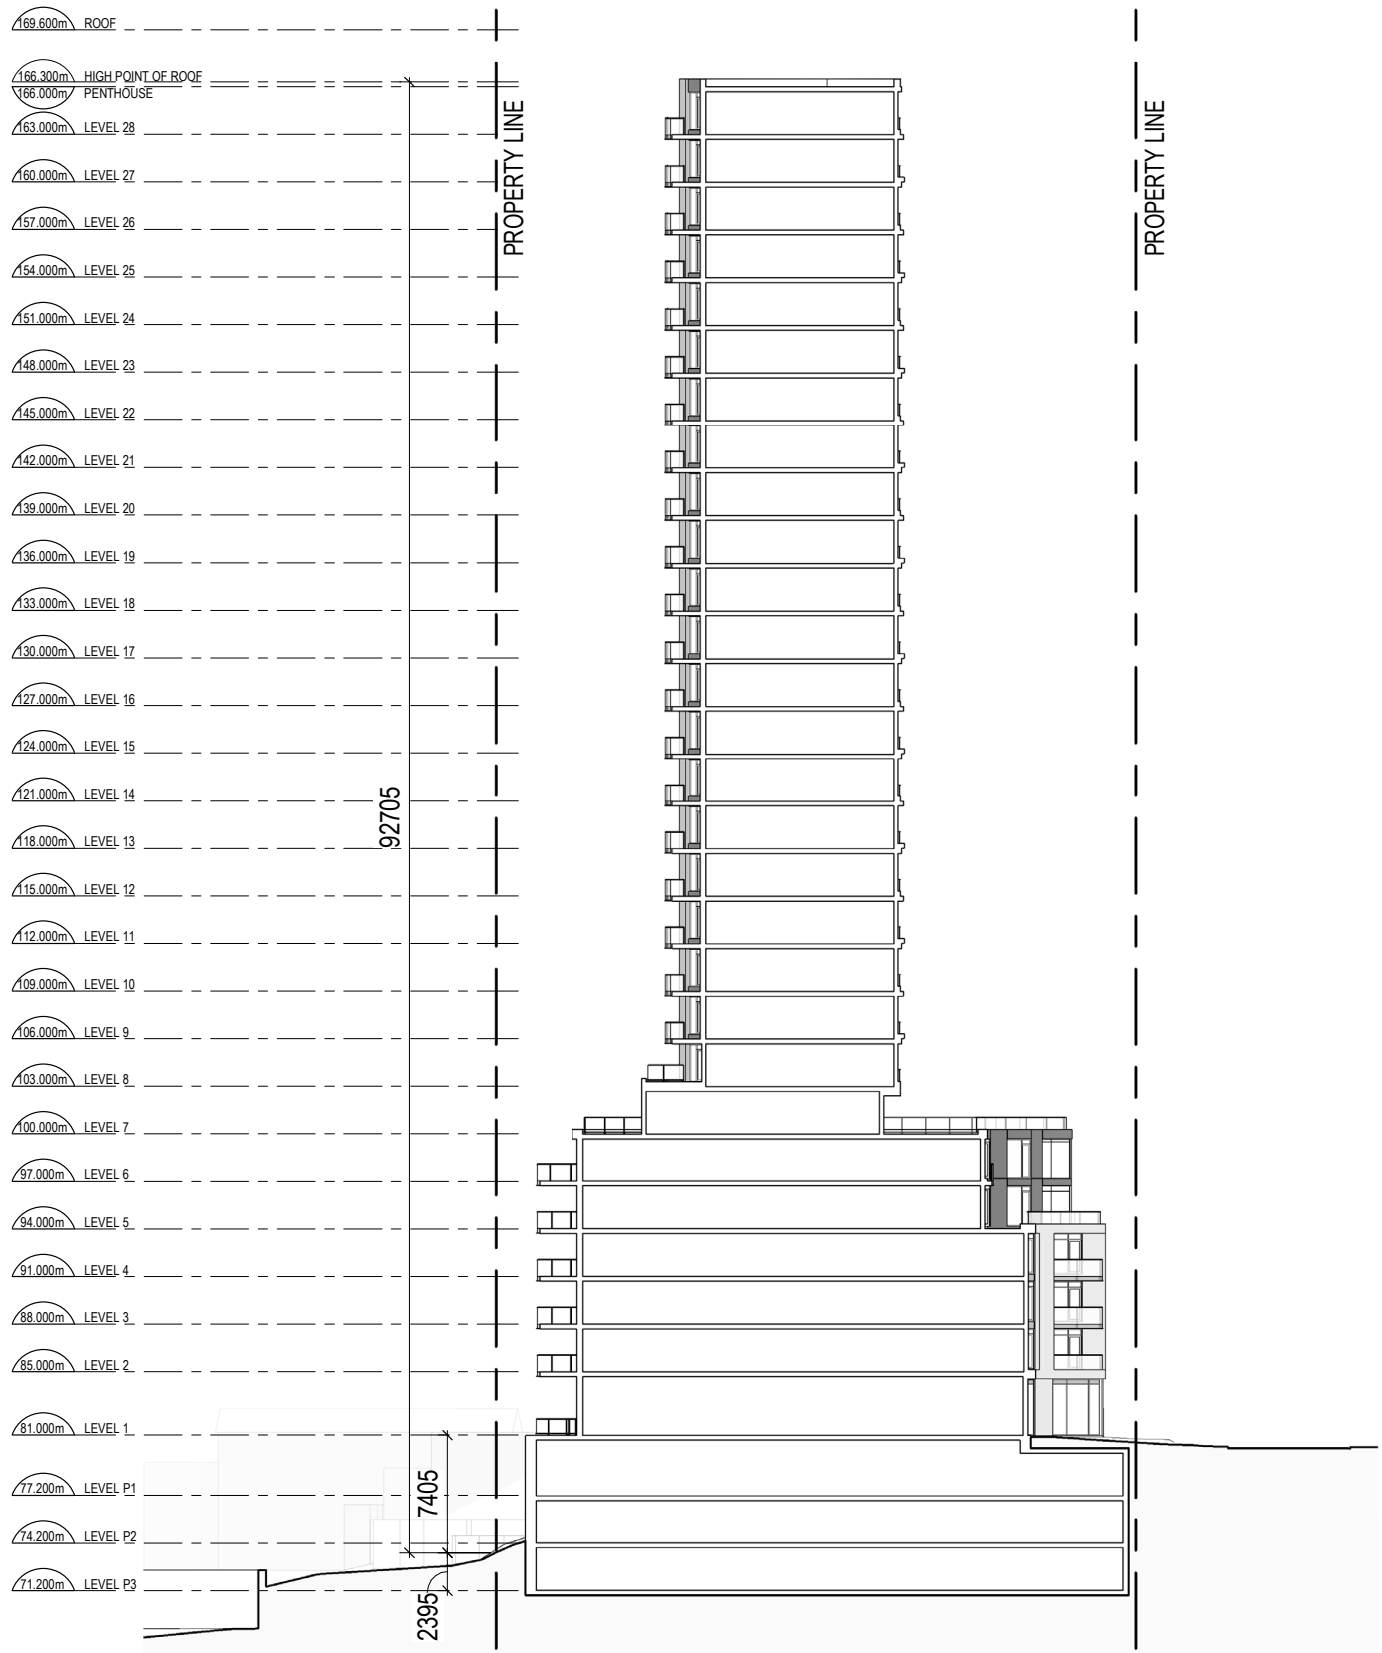 169.600m ROOF
166.300m HIGH POINT OF ROOF
166.000m PENTHOUSE
163.000m LEVEL 28
160.000m LEVEL 27
157.000m LEVEL 26
154.000m LEVEL 25
151.000m LEVEL 24
148.000m LEVEL 23
145.000m LEVEL 22
142.000m LEVEL 21
139.000m LEVEL 20
136.000m LEVEL 19
133.000m LEVEL 18
130.000m LEVEL 17
127.000m LEVEL 16
124.000m LEVEL 15
121.000m LEVEL 14
118.000m LEVEL 13
115.000m LEVEL 12
112.000m LEVEL 11
109.000m LEVEL 10
106.000m LEVEL 9
103.000m LEVEL 8
100.000m LEVEL 7
97.000m LEVEL 6
94.000m LEVEL 5
91.000m LEVEL 4
88.000m LEVEL 3
85.000m LEVEL 2
81.000m LEVEL 1
77.200m LEVEL P1
74.200m LEVEL P2
71.200m LEVEL P3
92705
7405
2395
PROPERTY LINE
PROPERTY LINE